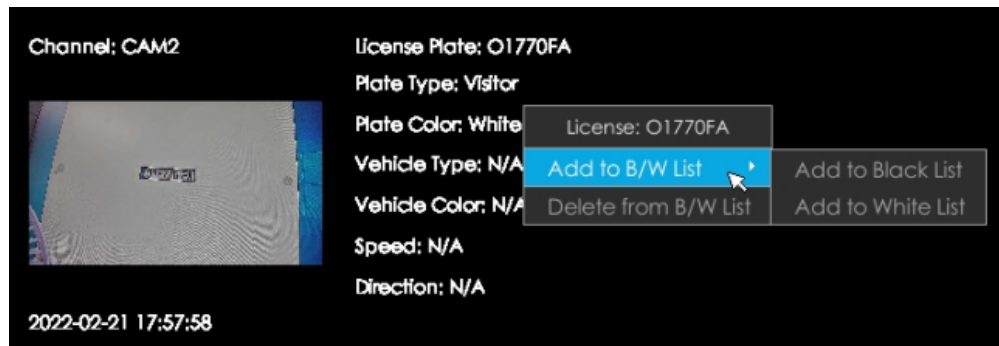 Channel: CAM2
License Plate: O1770FA
Plate Type: Visitor
Plate Color: White
License: O1770FA
Vehicle Type: N/A
Add to B/W List
Add to Black List
Vehicle Color: N/A
Delete from B/W List
Add to White List
Speed: N/A
Direction: N/A
2022-02-21 17:57:58